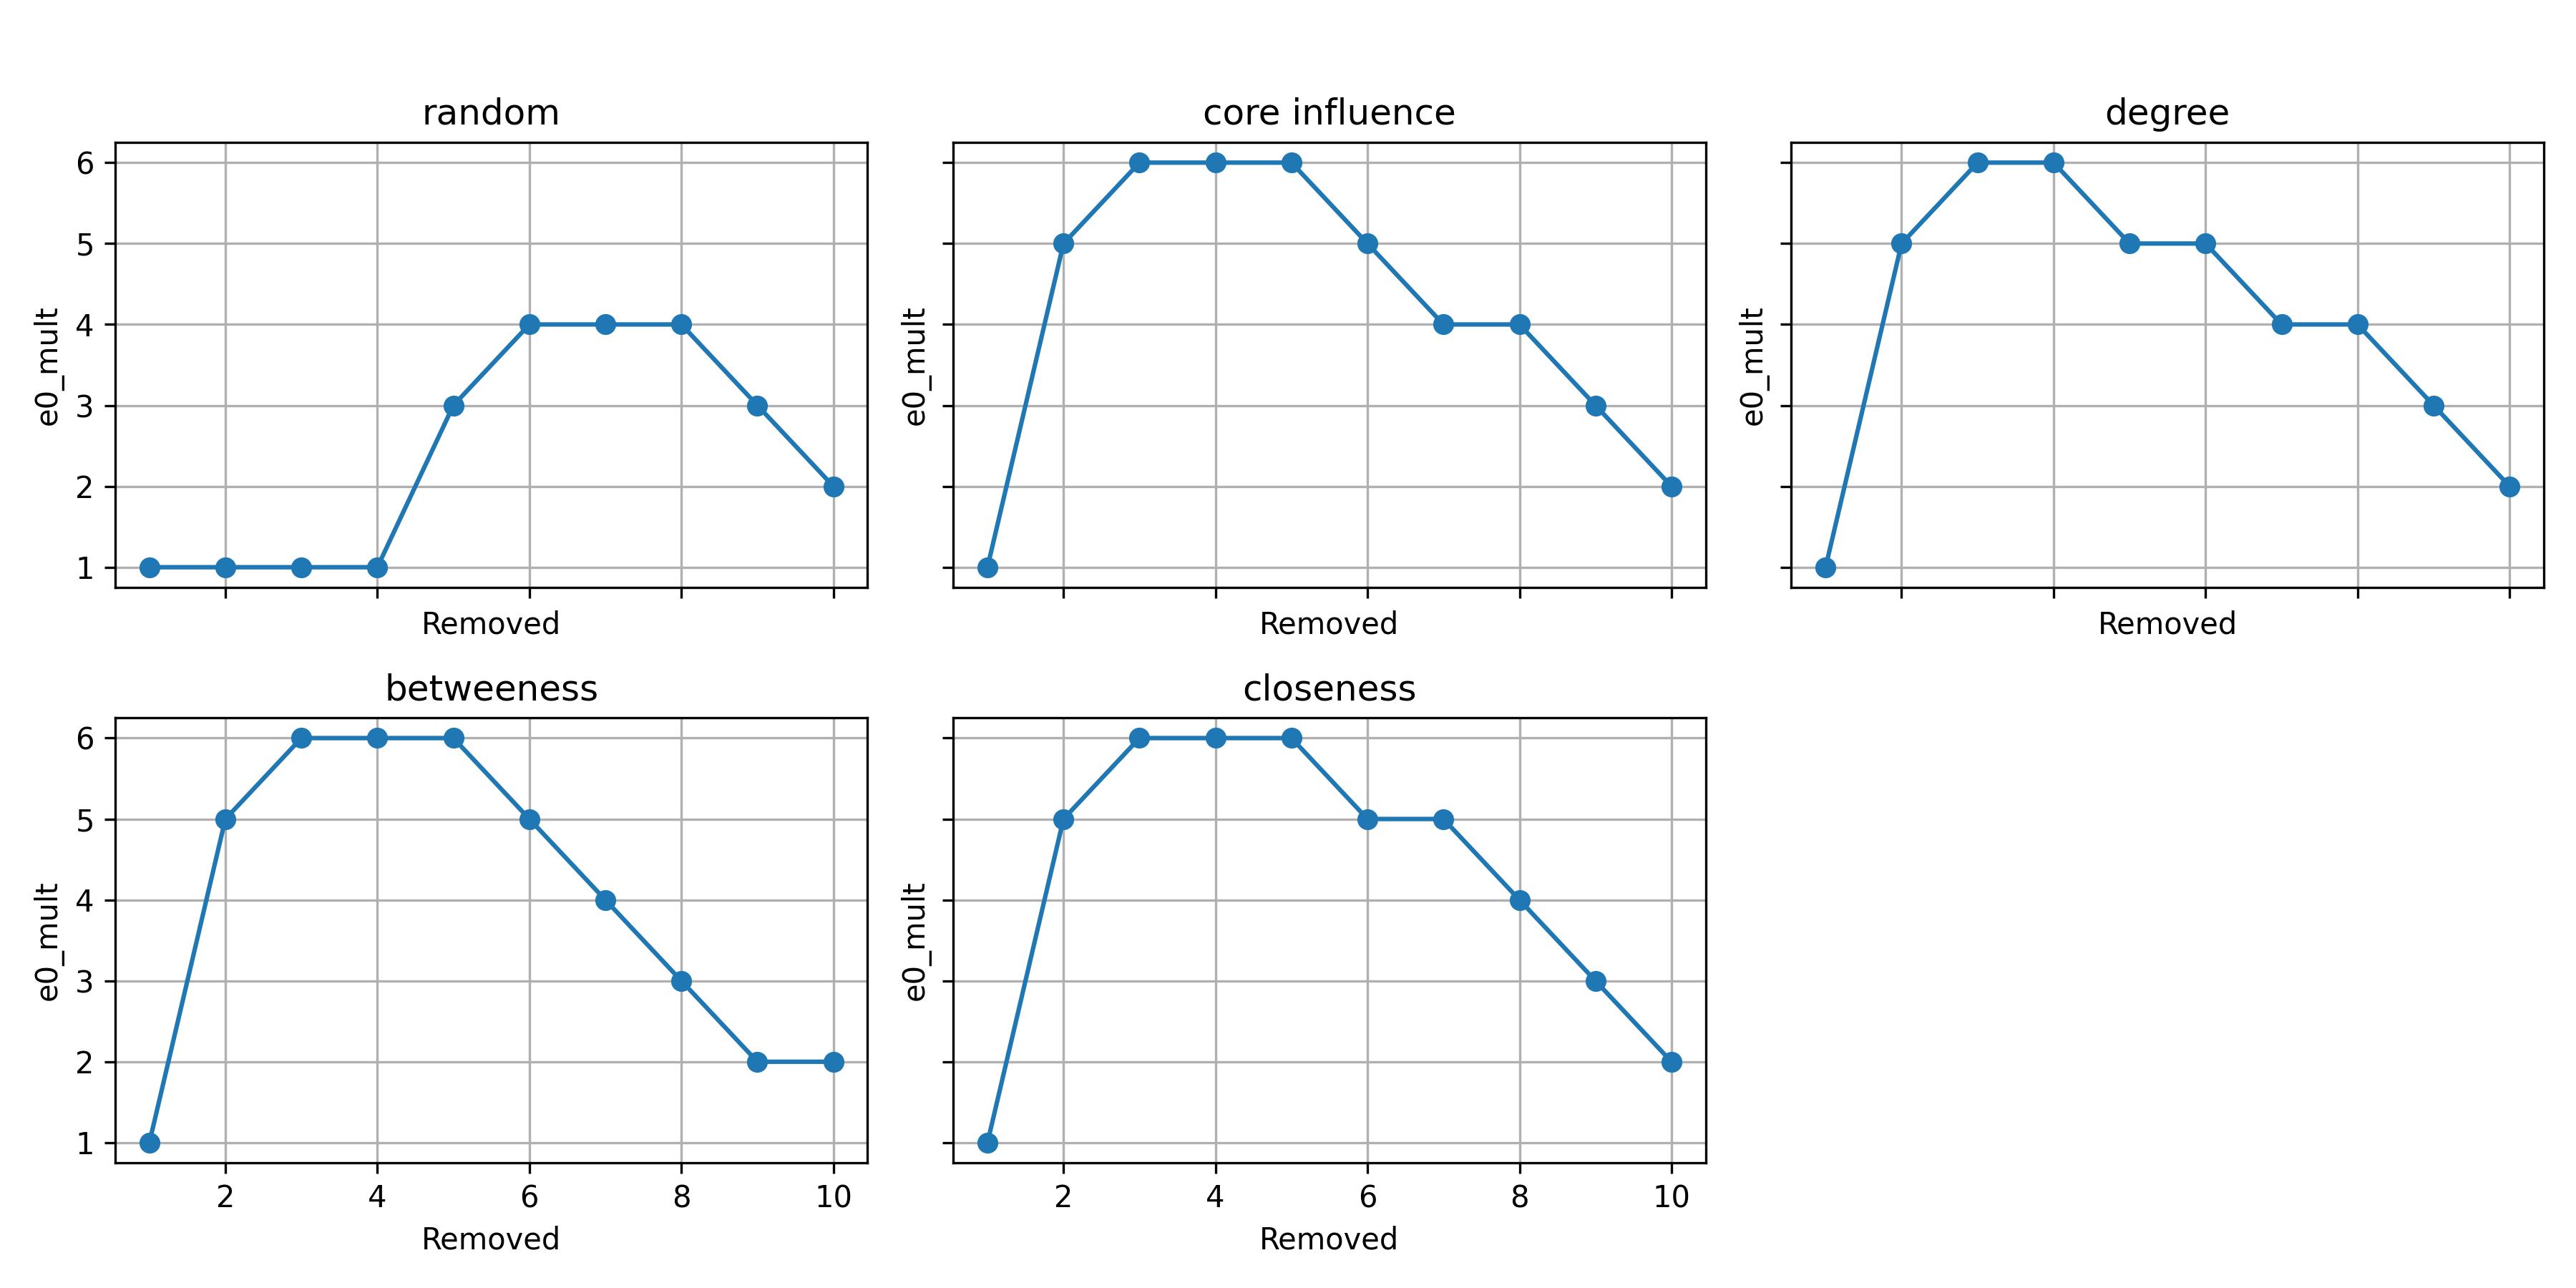 random
core influence
degree
6
5
4
3
2
1
e0_mult
e0_mult
e0_mult
Removed
Removed
Removed
betweeness
closeness
6
5
4
3
2
1
e0_mult
e0_mult
2 4 6 8 10
2 4 6 8 10
Removed
Removed